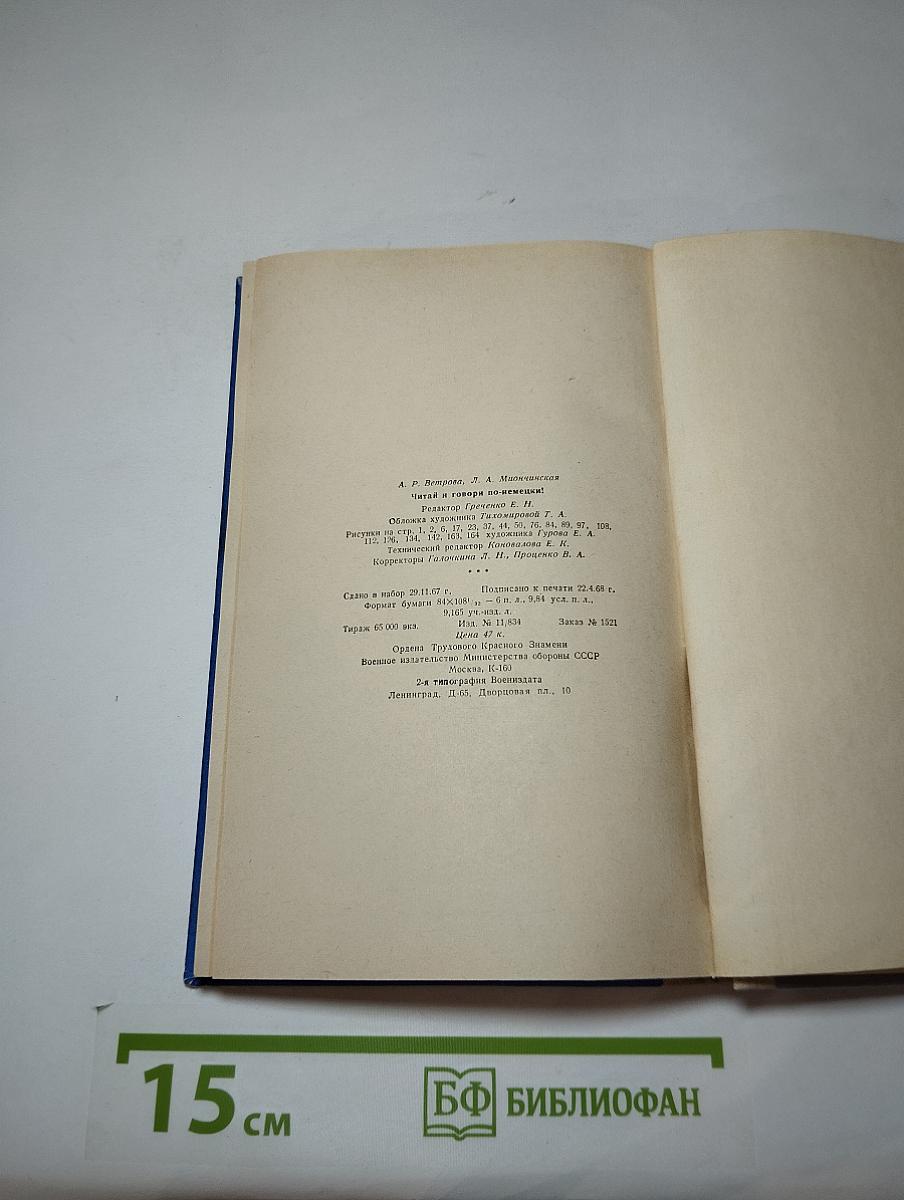 А. Р. Ветрова, Л. А. Миончинская
Читай и говори по-немецки!
Редактор Греченко Е. Н.
Обложка художника Тихомировой Т. А.
Рисунки на стр. 1, 2, 6, 17, 23, 37, 44, 50, 76, 84, 89, 97, 108,
112, 126, 134, 142, 163, 164 художника Гурова Е. А.
Технический редактор Коновалова Е. К.
Корректоры Галочкина Л. Н., Проценко В. А.
* * *
Сдано в набор 29.11.67 г. Подписано к печати 22.4.68 г.
Формат бумаги 84×108¹/₃₂ — 6 п. л., 9,84 усл. п. л.,
9,165 уч.-изд. л.
Тираж 65 000 экз. Изд. № 11/834 Заказ № 1521
Цена 47 к.
Ордена Трудового Красного Знамени
Военное издательство Министерства обороны СССР
Москва, К-160
2-я типография Воениздата
Ленинград, Д-65, Дворцовая пл., 10
15 см БФ БИБЛИОФАН